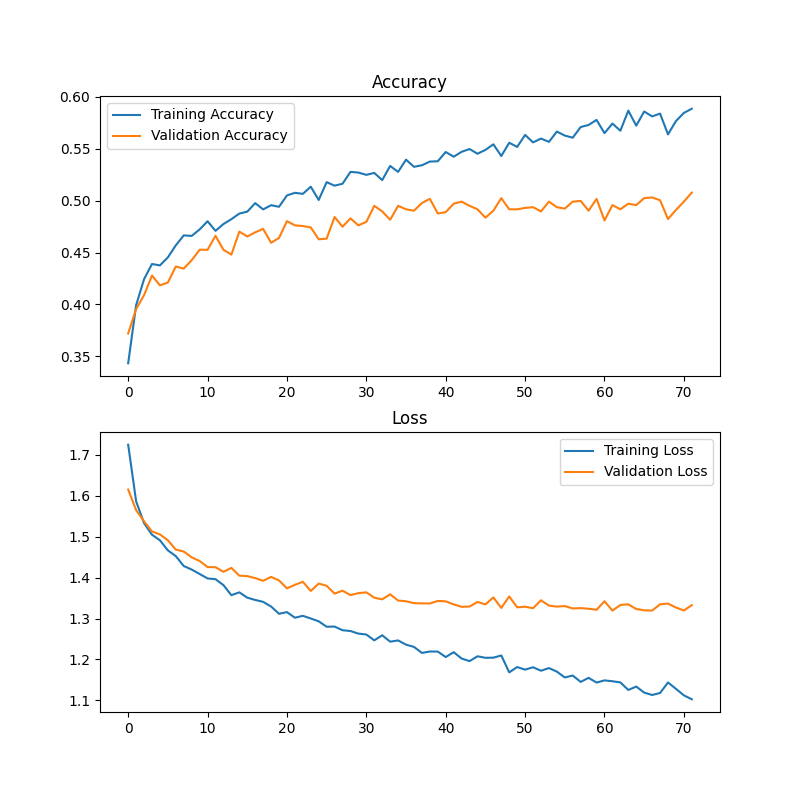 Accuracy
Training Accuracy
Validation Accuracy
0.60
0.55
0.50
0.45
0.40
0.35
0 10 20 30 40 50 60 70
Loss
Training Loss
Validation Loss
1.7
1.6
1.5
1.4
1.3
1.2
1.1
0 10 20 30 40 50 60 70